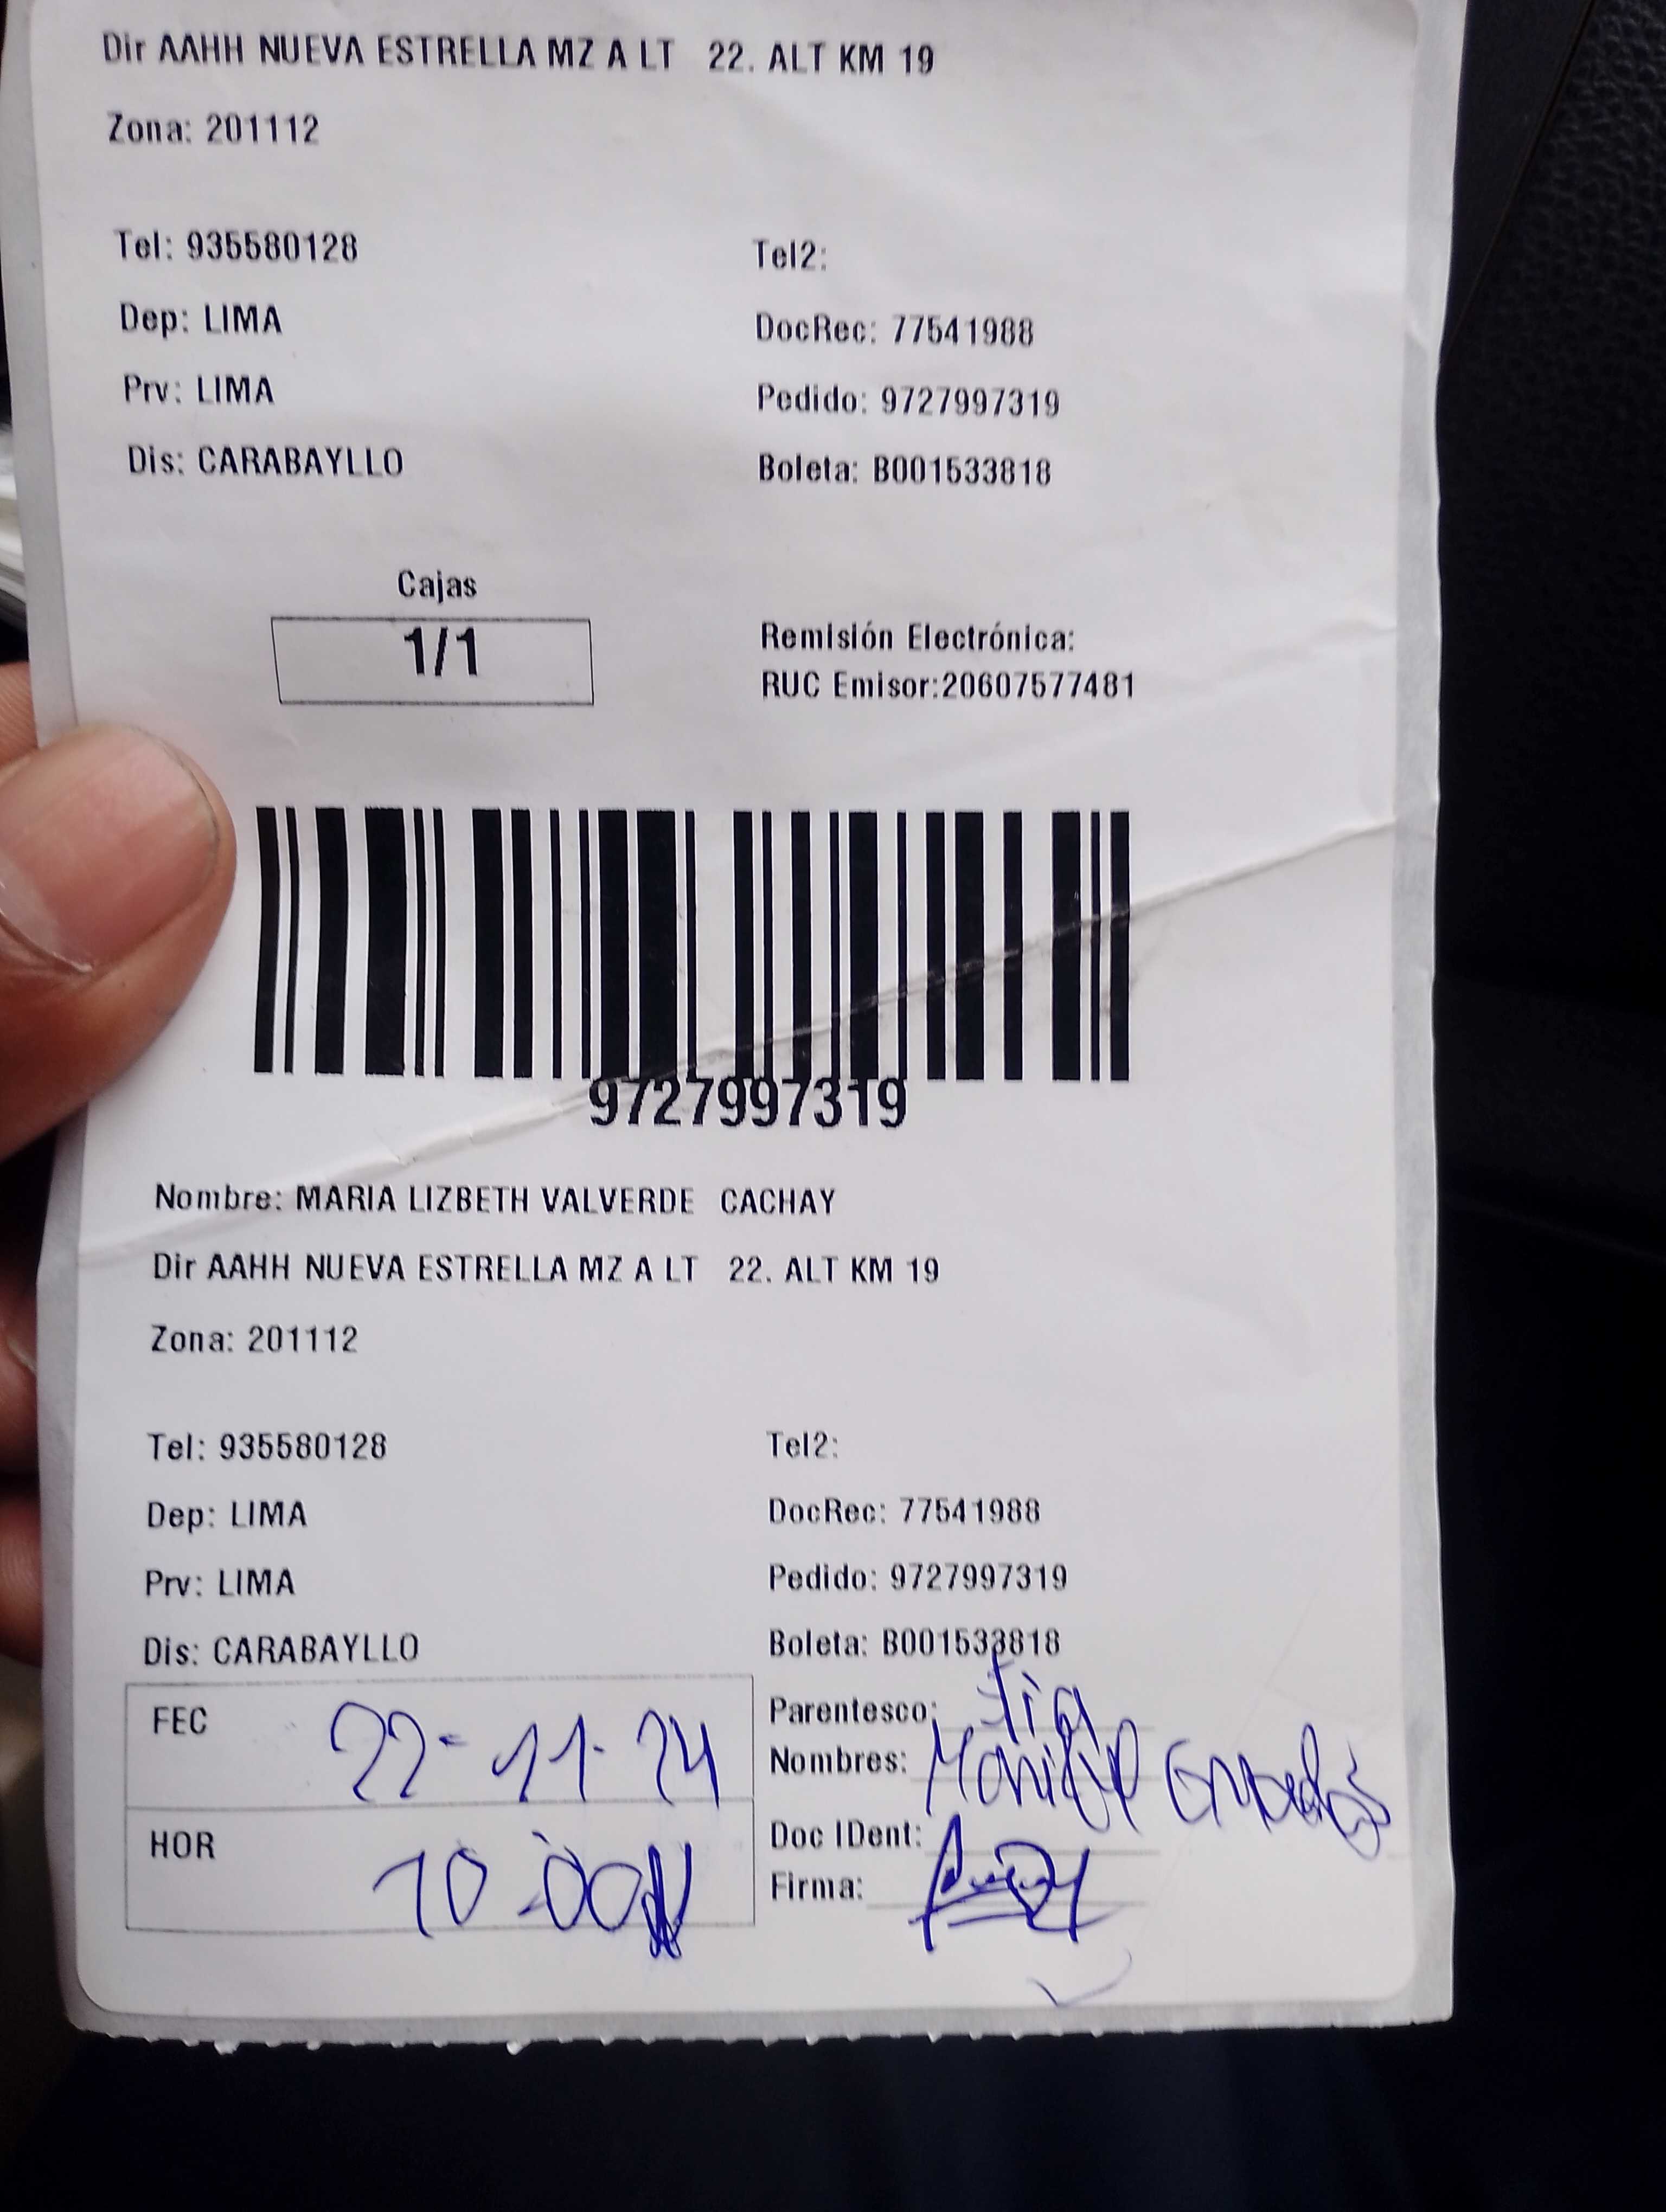 Dir AAHH NUEVA ESTRELLA MZ A LT 22. ALT KM 19
Zona: 201112
Tel: 935580128 Tel2:
Dep: LIMA DocRec: 77541988
Prv: LIMA Pedido: 9727997319
Dis: CARABAYLLO Boleta: B001533818
Cajas
1/1
Remisión Electrónica:
RUC Emisor:20607577481
9727997319
Nombre: MARIA LIZBETH VALVERDE CACHAY
Dir AAHH NUEVA ESTRELLA MZ A LT 22. ALT KM 19
Zona: 201112
Tel: 935580128 Tel2:
Dep: LIMA DocRec: 77541988
Prv: LIMA Pedido: 9727997319
Dis: CARABAYLLO Boleta: B001533818
FEC 22-11-24
HOR 10:00
Parentesco: tia
Nombres:
Doc IDent:
Firma: